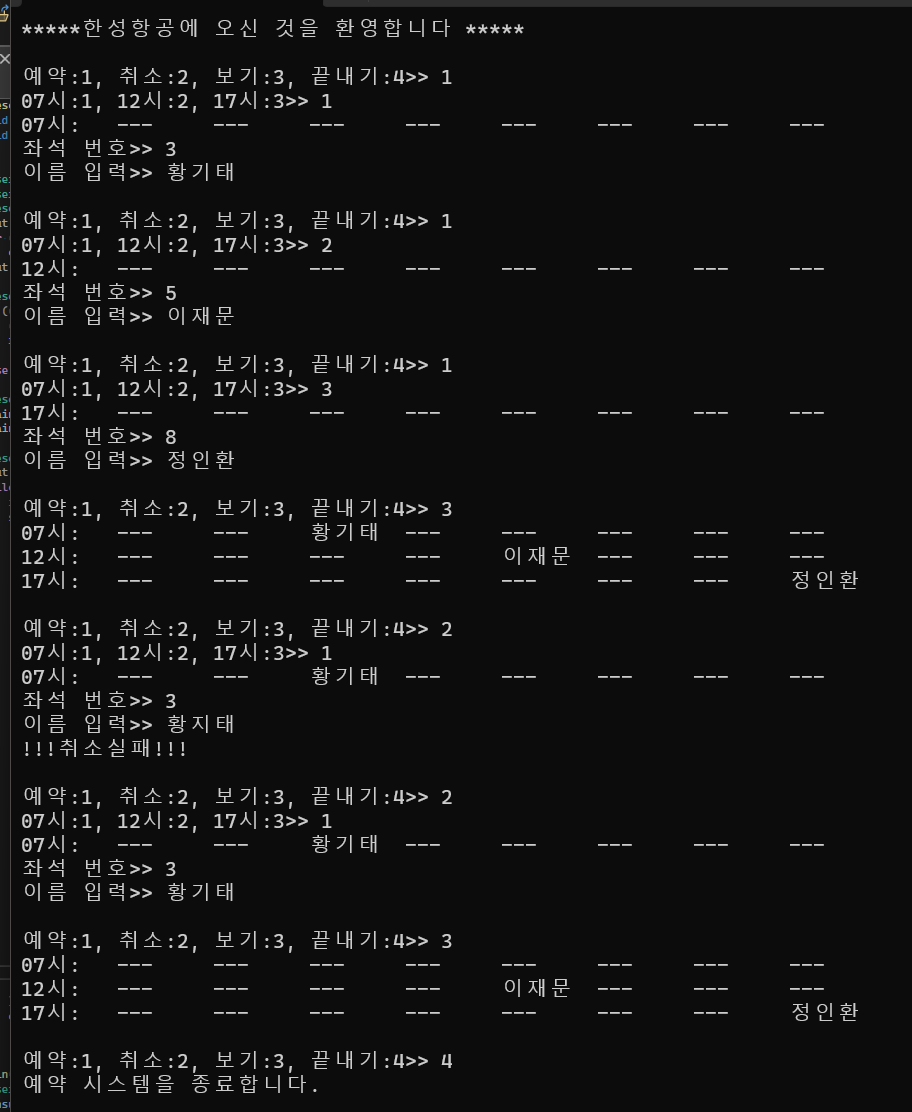 *****한성항공에 오신 것을 환영합니다 *****
예약:1, 취소:2, 보기:3, 끝내기:4>> 1
07시:1, 12시:2, 17시:3>> 1
07시: --- --- --- --- --- --- --- ---
좌석 번호>> 3
이름 입력>> 황기태
예약:1, 취소:2, 보기:3, 끝내기:4>> 1
07시:1, 12시:2, 17시:3>> 2
12시: --- --- --- --- --- --- --- ---
좌석 번호>> 5
이름 입력>> 이재문
예약:1, 취소:2, 보기:3, 끝내기:4>> 1
07시:1, 12시:2, 17시:3>> 3
17시: --- --- --- --- --- --- --- ---
좌석 번호>> 8
이름 입력>> 정인환
예약:1, 취소:2, 보기:3, 끝내기:4>> 3
07시: --- --- 황기태 --- --- --- --- ---
12시: --- --- --- --- 이재문 --- --- ---
17시: --- --- --- --- --- --- --- 정인환
예약:1, 취소:2, 보기:3, 끝내기:4>> 2
07시:1, 12시:2, 17시:3>> 1
07시: --- --- 황기태 --- --- --- --- ---
좌석 번호>> 3
이름 입력>> 황지태
!!!취소실패!!!
예약:1, 취소:2, 보기:3, 끝내기:4>> 2
07시:1, 12시:2, 17시:3>> 1
07시: --- --- 황기태 --- --- --- --- ---
좌석 번호>> 3
이름 입력>> 황기태
예약:1, 취소:2, 보기:3, 끝내기:4>> 3
07시: --- --- --- --- --- --- --- ---
12시: --- --- --- --- 이재문 --- --- ---
17시: --- --- --- --- --- --- --- 정인환
예약:1, 취소:2, 보기:3, 끝내기:4>> 4
예약 시스템을 종료합니다.